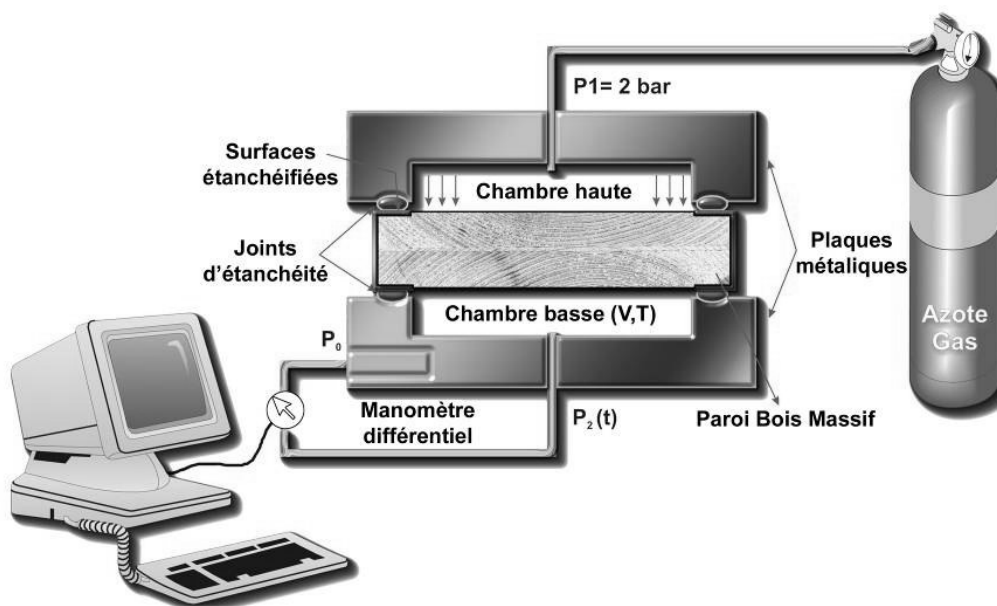 P1= 2 bar
Surfaces
étanchéifiées
Chambre haute
Joints
d'étanchéité
Plaques
métaliques
Chambre basse (V,T)
Azote
Gas
P₀
Manomètre
différentiel
P₂ (t)
Paroi Bois Massif